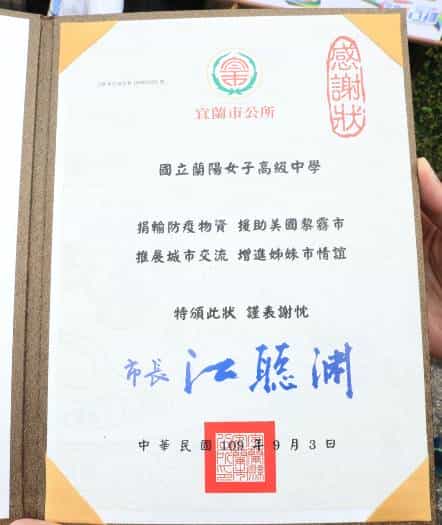 感謝狀
宜蘭市公所
國立蘭陽女子高級中學
捐輸防疫物資 援助美國黎霧市
推展城市交流 增進姊妹市情誼
特頒此狀 謹表謝忱
市長 江聰淵
中華民國109年9月3日